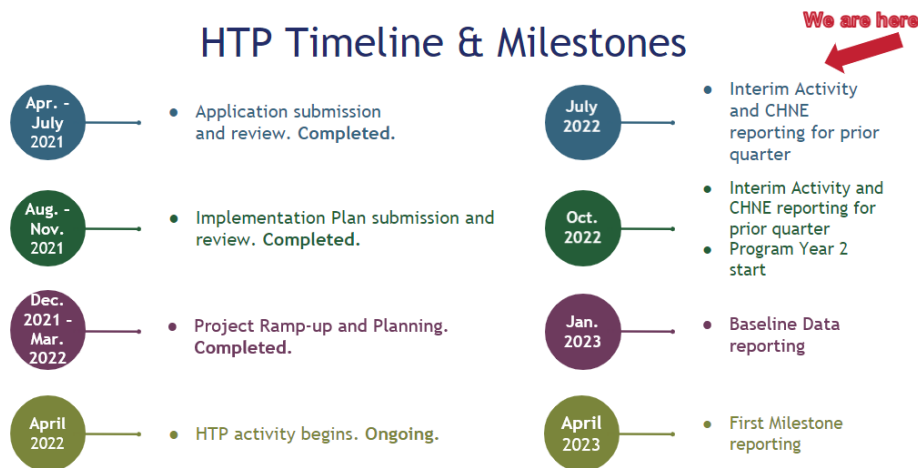 We are here
HTP Timeline & Milestones
Apr. –
July
2021
● Application submission
and review. Completed.
Aug. –
Nov.
2021
● Implementation Plan submission and
review. Completed.
Dec.
2021 –
Mar.
2022
● Project Ramp-up and Planning.
Completed.
April
2022
● HTP activity begins. Ongoing.
July
2022
● Interim Activity
and CHNE
reporting for prior
quarter
Oct.
2022
● Interim Activity and
CHNE reporting for
prior quarter
● Program Year 2
start
Jan.
2023
● Baseline Data
reporting
April
2023
● First Milestone
reporting